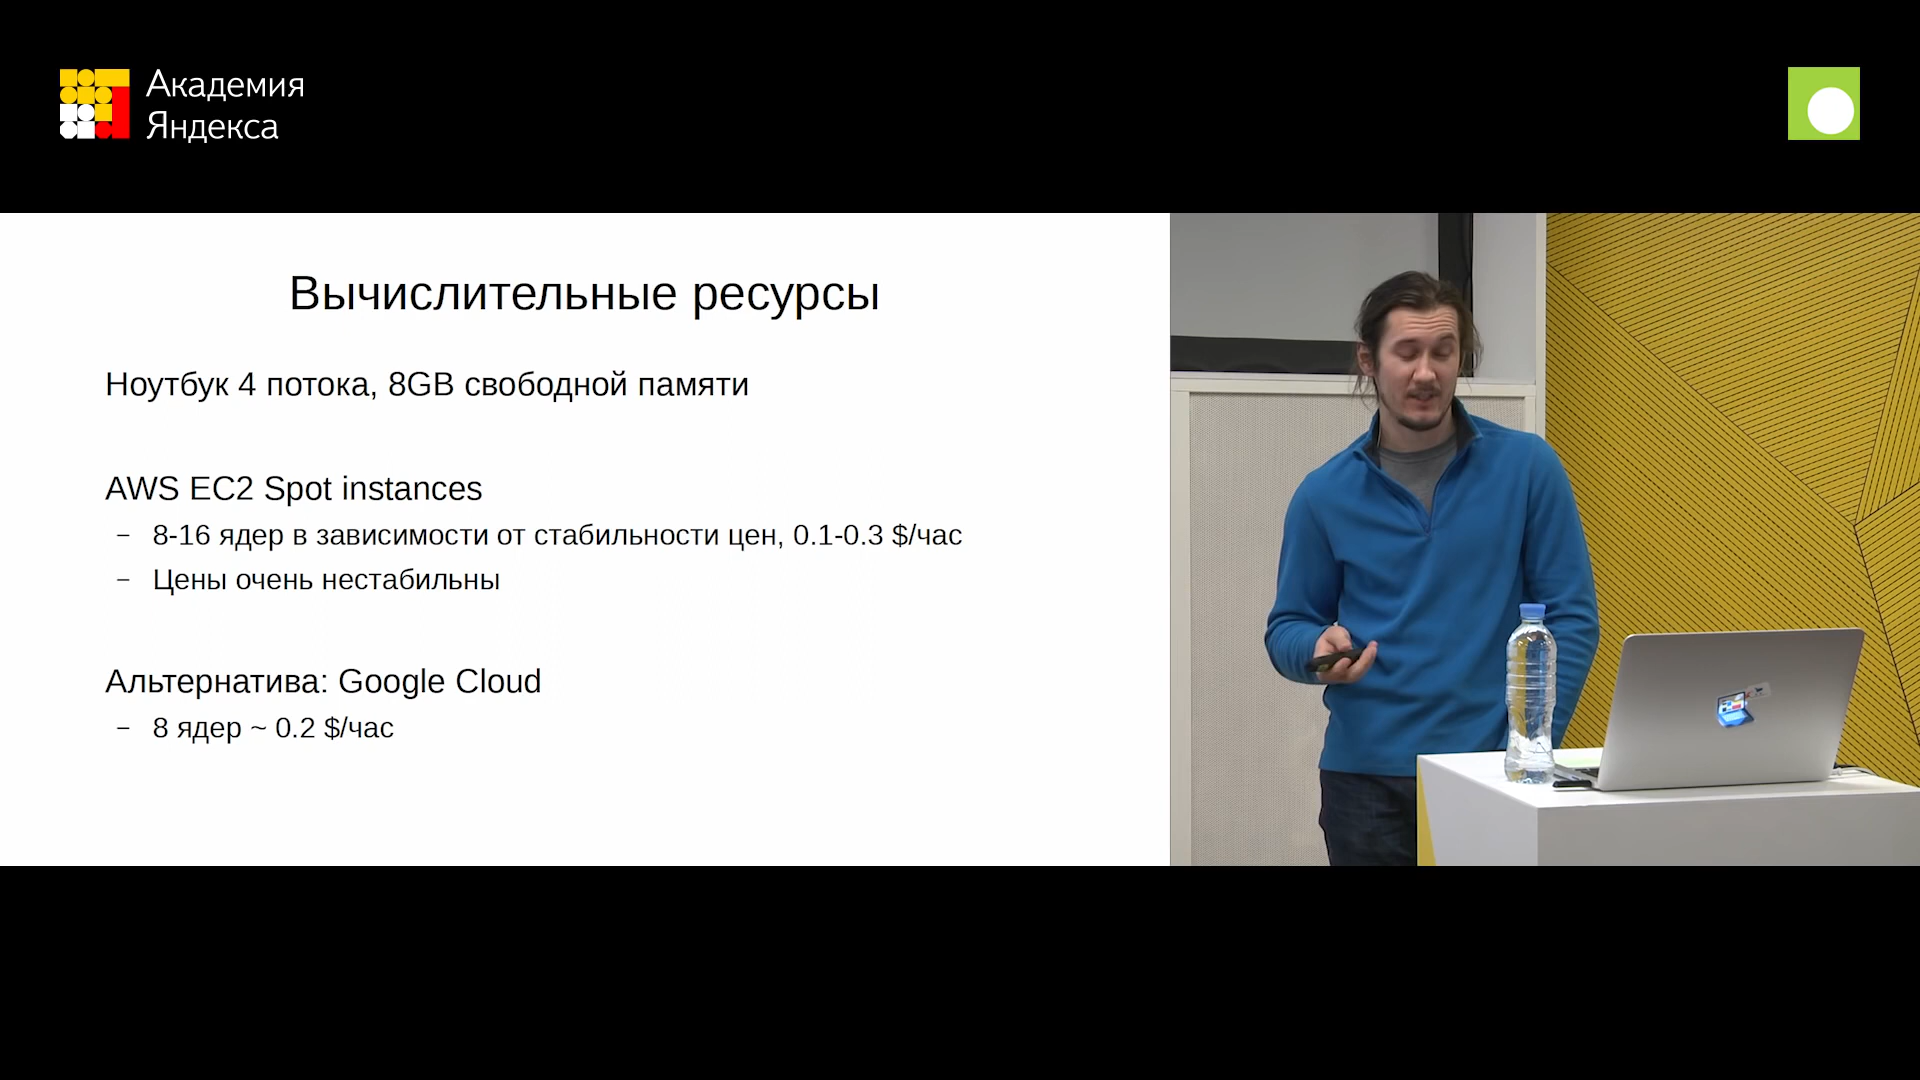 Академия
Яндекса
Вычислительные ресурсы
Ноутбук 4 потока, 8GB свободной памяти
AWS EC2 Spot instances
– 8-16 ядер в зависимости от стабильности цен, 0.1-0.3 $/час
– Цены очень нестабильны
Альтернатива: Google Cloud
– 8 ядер ~ 0.2 $/час